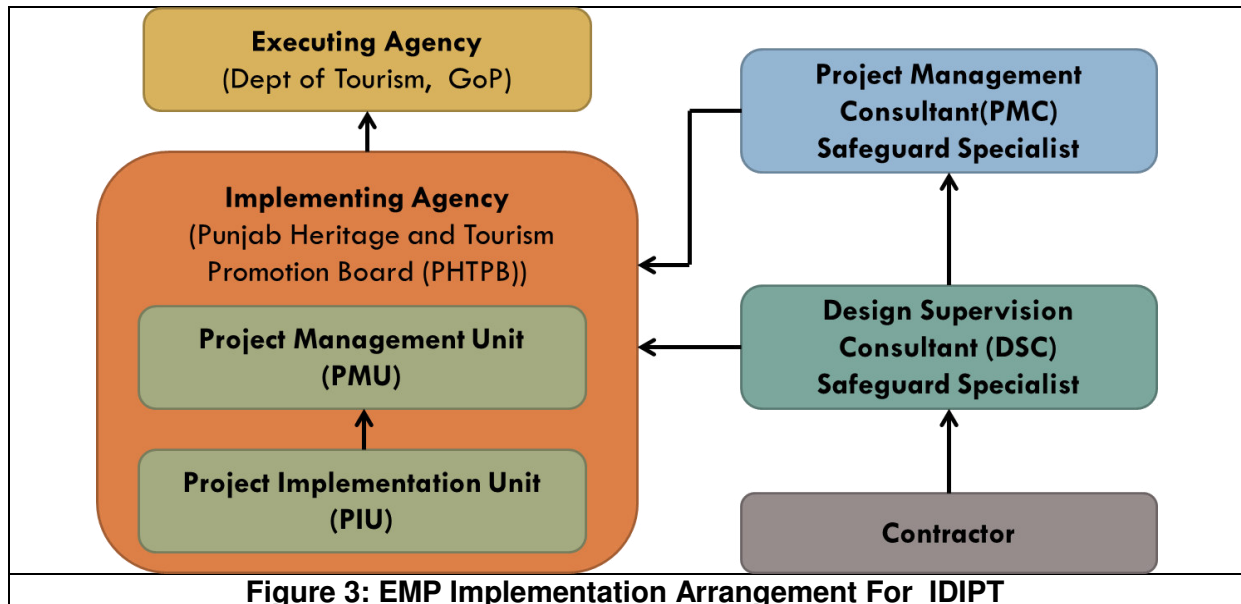 Executing Agency
(Dept of Tourism, GoP)
Implementing Agency
(Punjab Heritage and Tourism
Promotion Board (PHTPB))
Project Management Unit
(PMU)
Project Implementation Unit
(PIU)
Project Management
Consultant(PMC)
Safeguard Specialist
Design Supervision
Consultant (DSC)
Safeguard Specialist
Contractor
Figure 3: EMP Implementation Arrangement For IDIPT